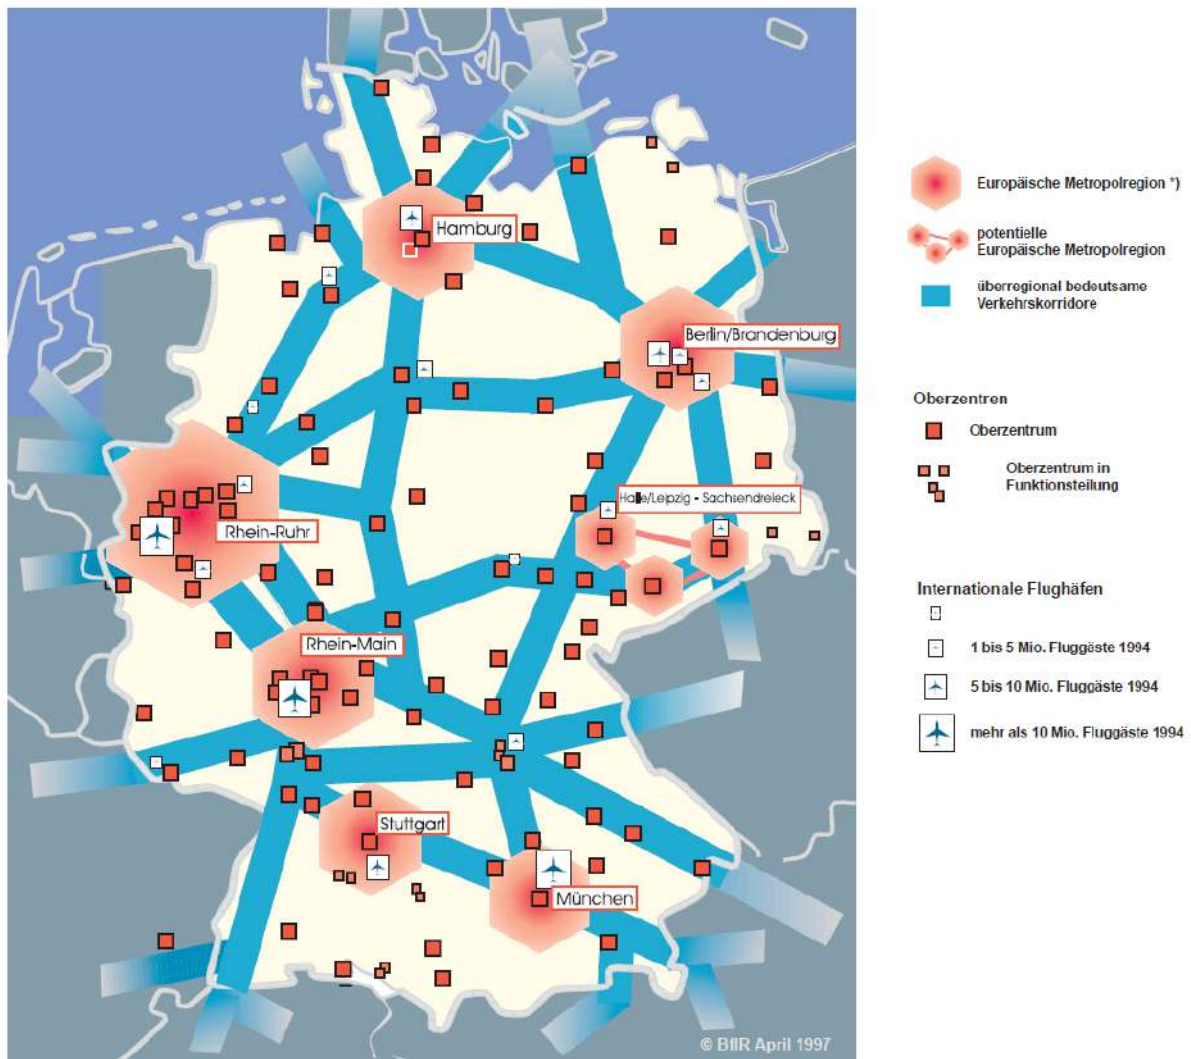 Hamburg
Berlin/Brandenburg
Halle/Leipzig - Sachsendreieck
Rhein-Ruhr
Rhein-Main
Stuttgart
München
© BflR April 1997
Europäische Metropolregion *)
potentielle
Europäische Metropolregion
überregional bedeutsame
Verkehrskorridore
Oberzentren
Oberzentrum
Oberzentrum in
Funktionsteilung
Internationale Flughäfen
1 bis 5 Mio. Fluggäste 1994
5 bis 10 Mio. Fluggäste 1994
mehr als 10 Mio. Fluggäste 1994